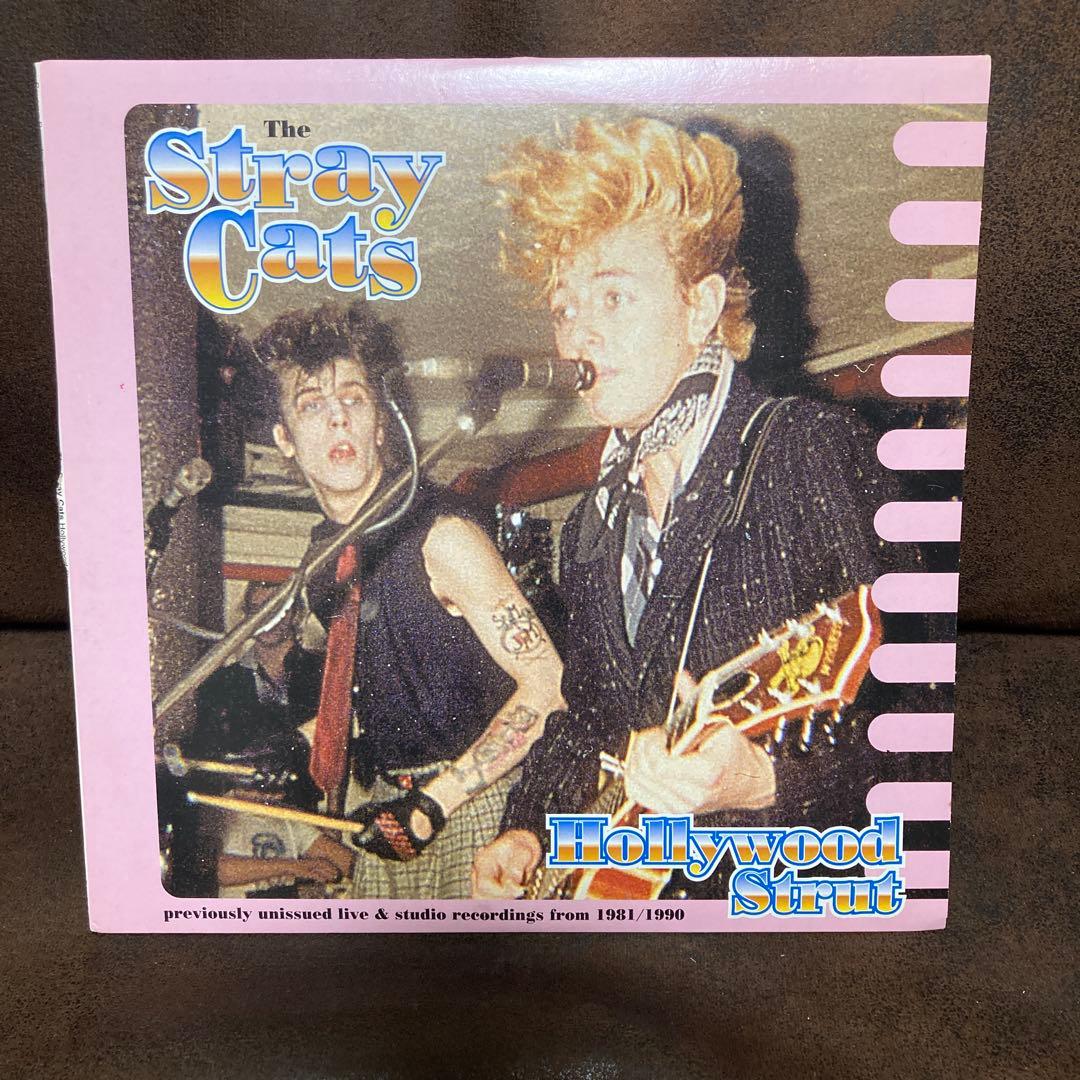 The
Stray
Cats
Hollywood
Strut
previously unissued live & studio recordings from 1981/1990